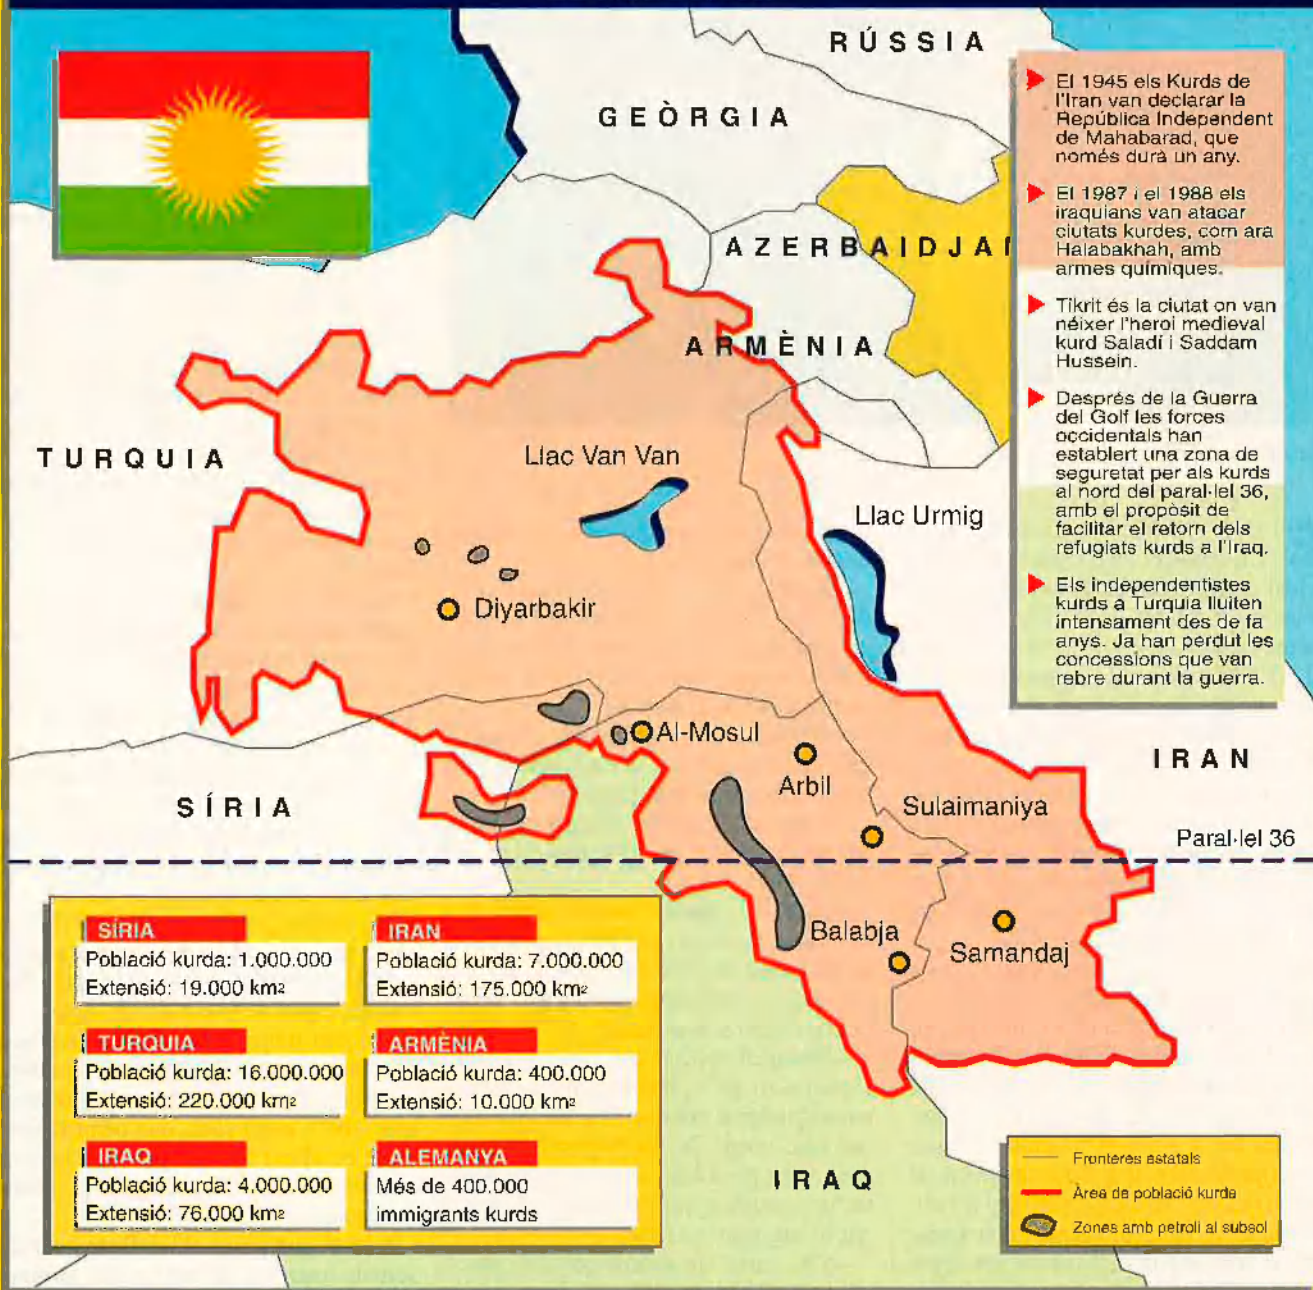 RÚSSIA
GEÒRGIA
AZERBAIDJAN
ARMÈNIA
TURQUIA
Llac Van Van
Llac Urmig
Diyarbakir
Al-Mosul
Arbil
Sulaimaniya
IRAN
SÍRIA
Paral·lel 36
Balabja
Samandaj
IRAQ
El 1945 els Kurds de
l'Iran van declarar la
República Independent
de Mahabarad, que
només durà un any.
El 1987 i el 1988 els
iraquians van atacar
ciutats kurdes, com ara
Halabakhah, amb
armes químiques.
Tikrit és la ciutat on van
néixer l'heroi medieval
kurd Saladí i Saddam
Hussein.
Després de la Guerra
del Golf les forces
occidentals han
establert una zona de
seguretat per als kurds
al nord del paral·lel 36,
amb el propòsit de
facilitar el retorn dels
refugiats kurds a l'Iraq.
Els independentistes
kurds a Turquia lluiten
intensament des de fa
anys. Ja han perdut les
concessions que van
rebre durant la guerra.
SÍRIA
Població kurda: 1.000.000
Extensió: 19.000 km²
IRAN
Població kurda: 7.000.000
Extensió: 175.000 km²
TURQUIA
Població kurda: 16.000.000
Extensió: 220.000 km²
ARMÈNIA
Població kurda: 400.000
Extensió: 10.000 km²
IRAQ
Població kurda: 4.000.000
Extensió: 76.000 km²
ALEMANYA
Més de 400.000
immigrants kurds
Fronteres estatals
Àrea de població kurda
Zones amb petroli al subsol